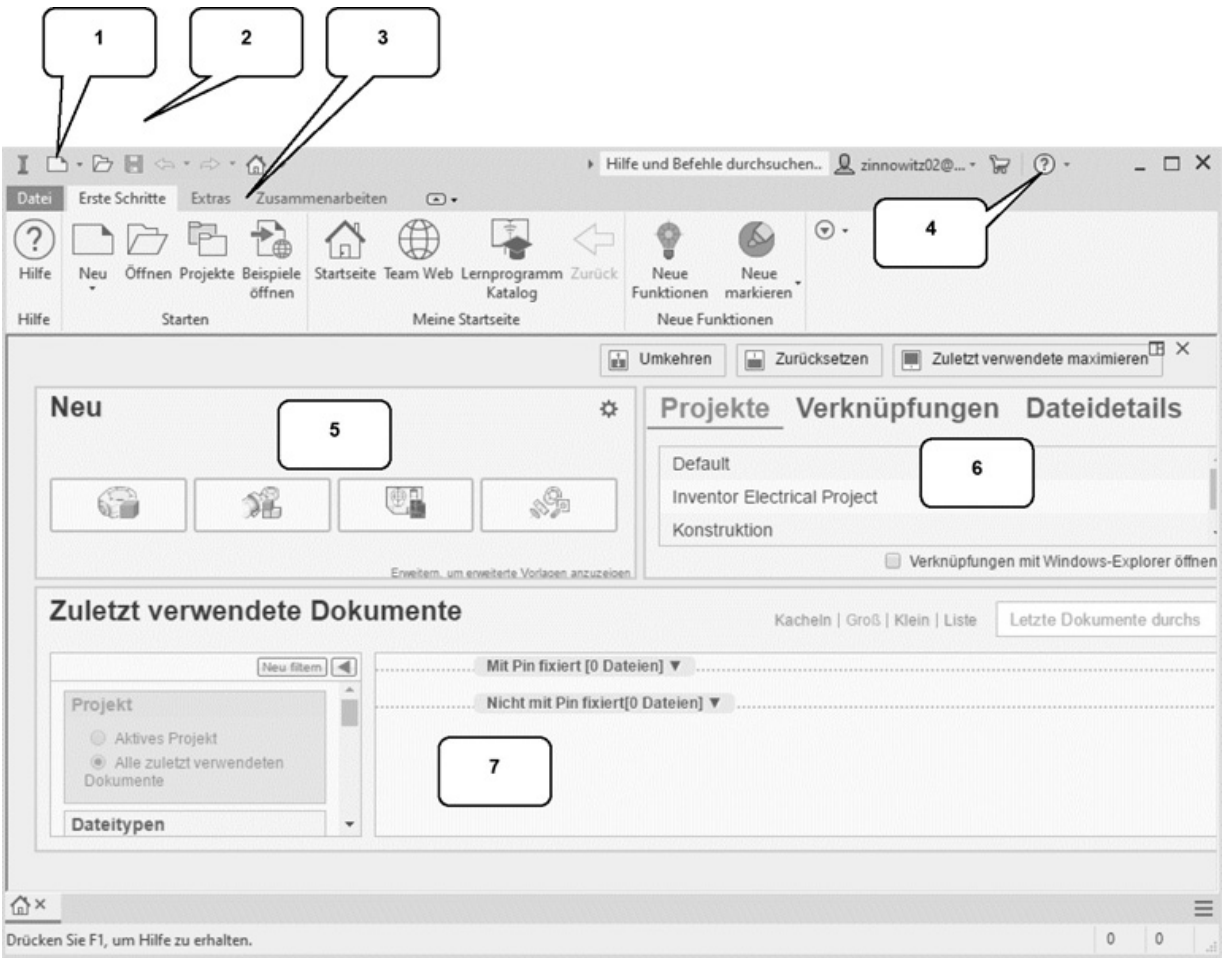 1
2
3
I
Hilfe und Befehle durchsuchen..
zinnowitz02@...
Datei
Erste Schritte
Extras
Zusammenarbeiten
4
Hilfe
Neu
Öffnen
Projekte
Beispiele öffnen
Startseite
Team Web
Lernprogramm Katalog
Zurück
Neue Funktionen
Neue markieren
Hilfe
Starten
Meine Startseite
Neue Funktionen
Umkehren
Zurücksetzen
Zuletzt verwendete maximieren
Neu
5
Erweitern, um erweiterte Vorlagen anzuzeigen
Projekte
Verknüpfungen
Dateidetails
Default
Inventor Electrical Project
Konstruktion
6
Verknüpfungen mit Windows-Explorer öffnen
Zuletzt verwendete Dokumente
Kacheln | Groß | Klein | Liste
Letzte Dokumente durchs
Neu filtern
Projekt
Aktives Projekt
Alle zuletzt verwendeten
Dokumente
Dateitypen
Mit Pin fixiert [0 Dateien] ▼
Nicht mit Pin fixiert[0 Dateien] ▼
7
Drücken Sie F1, um Hilfe zu erhalten.
0
0